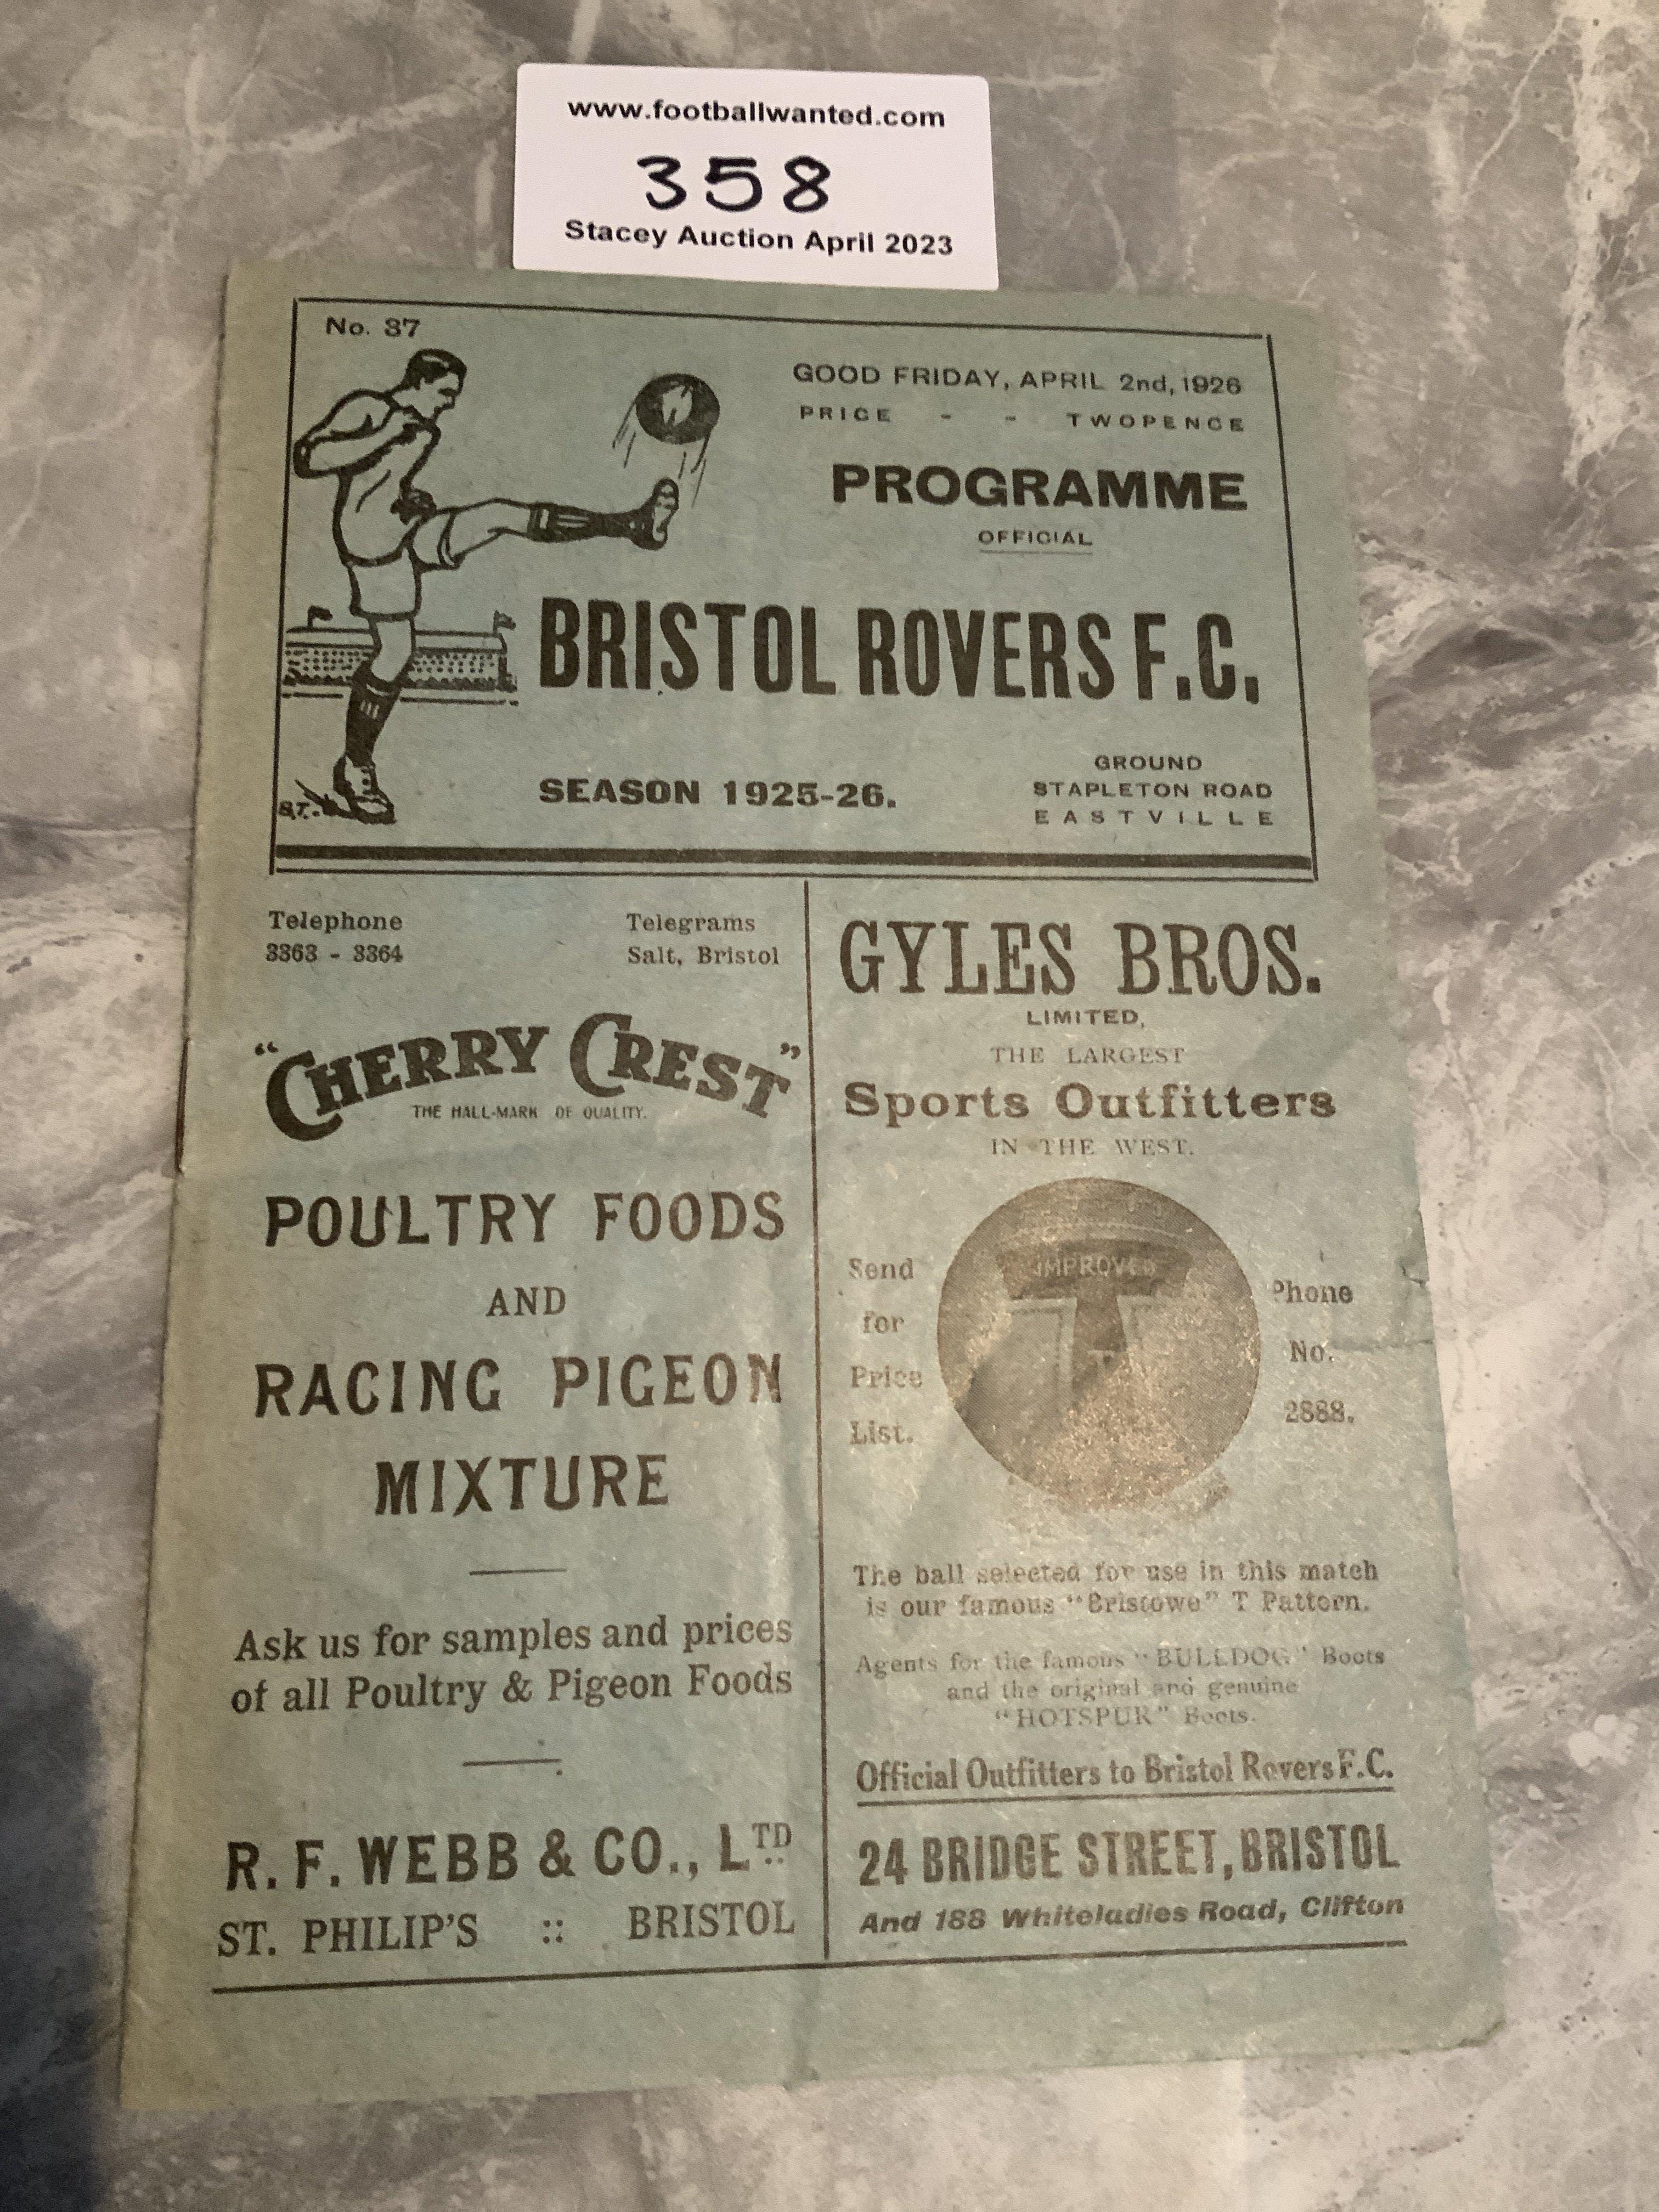 www.footballwanted.com
358
Stacey Auction April 2023
No. 37
GOOD FRIDAY, APRIL 2nd, 1926
PRICE - - TWOPENCE
PROGRAMME
OFFICIAL
BRISTOL ROVERS F.C.
SEASON 1925-26.
GROUND
STAPLETON ROAD
EASTVILLE
S.T.
Telephone
3363 - 3364
Telegrams
Salt, Bristol
"CHERRY CREST"
THE HALL-MARK OF QUALITY.
POULTRY FOODS
AND
RACING PIGEON
MIXTURE
Ask us for samples and prices
of all Poultry & Pigeon Foods
R. F. WEBB & CO., LTD
ST. PHILIP'S :: BRISTOL
GYLES BROS.
LIMITED,
THE LARGEST
Sports Outfitters
IN THE WEST.
Send
for
Price
List.
IMPROVED
T
Phone
No.
2888.
The ball selected for use in this match
is our famous "Bristowe" T Pattern.
Agents for the famous "BULLDOG" Boots
and the original and genuine
"HOTSPUR" Boots.
Official Outfitters to Bristol Rovers F.C.
24 BRIDGE STREET, BRISTOL
And 188 Whiteladies Road, Clifton